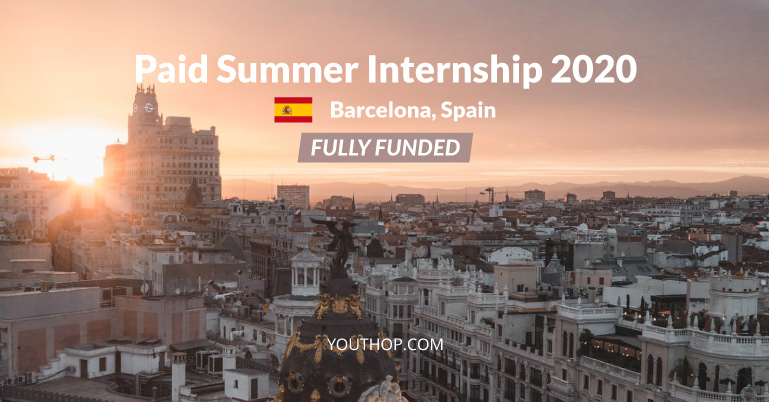 Paid Summer Internship 2020
Barcelona, Spain
FULLY FUNDED
YOUTHOP.COM